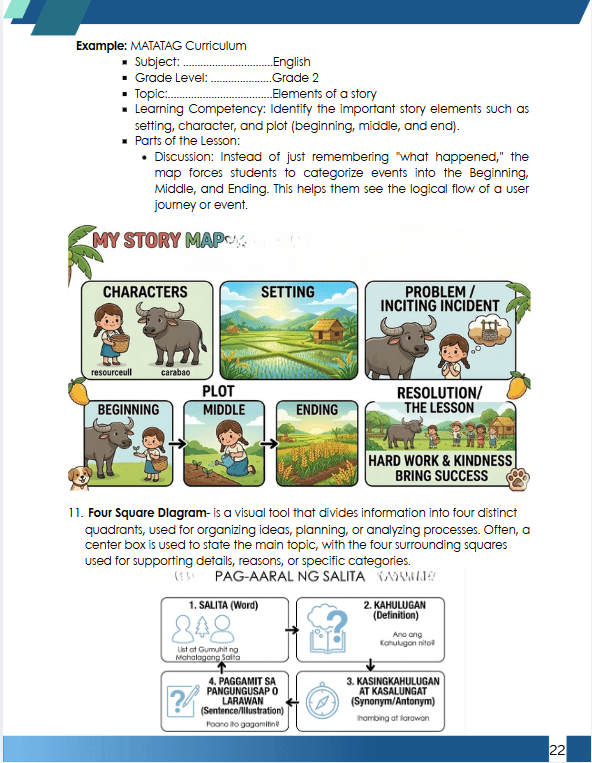 Example: MATATAG Curriculum
▪ Subject: ..............................English
▪ Grade Level: .....................Grade 2
▪ Topic:...................................Elements of a story
▪ Learning Competency: Identify the important story elements such as
setting, character, and plot (beginning, middle, and end).
▪ Parts of the Lesson:
• Discussion: Instead of just remembering "what happened," the
map forces students to categorize events into the Beginning,
Middle, and Ending. This helps them see the logical flow of a user
journey or event.
MY STORY MAP
CHARACTERS
resourceull
carabao
SETTING
PROBLEM /
INCITING INCIDENT
PLOT
BEGINNING
MIDDLE
ENDING
RESOLUTION/
THE LESSON
HARD WORK & KINDNESS
BRING SUCCESS
11. Four Square Diagram- is a visual tool that divides information into four distinct
quadrants, used for organizing ideas, planning, or analyzing processes. Often, a
center box is used to state the main topic, with the four surrounding squares
used for supporting details, reasons, or specific categories.
PAG-AARAL NG SALITA
1. SALITA (Word)
List at Gumuhit ng
Mahalagang Salita
2. KAHULUGAN
(Definition)
Ano ang
Kahulugan nito?
4. PAGGAMIT SA
PANGUNGUSAP O
LARAWAN
(Sentence/Illustration)
Paano ito gagamitin?
3. KASINGKAHULUGAN
AT KASALUNGAT
(Synonym/Antonym)
Ihambing at ilarawan
22